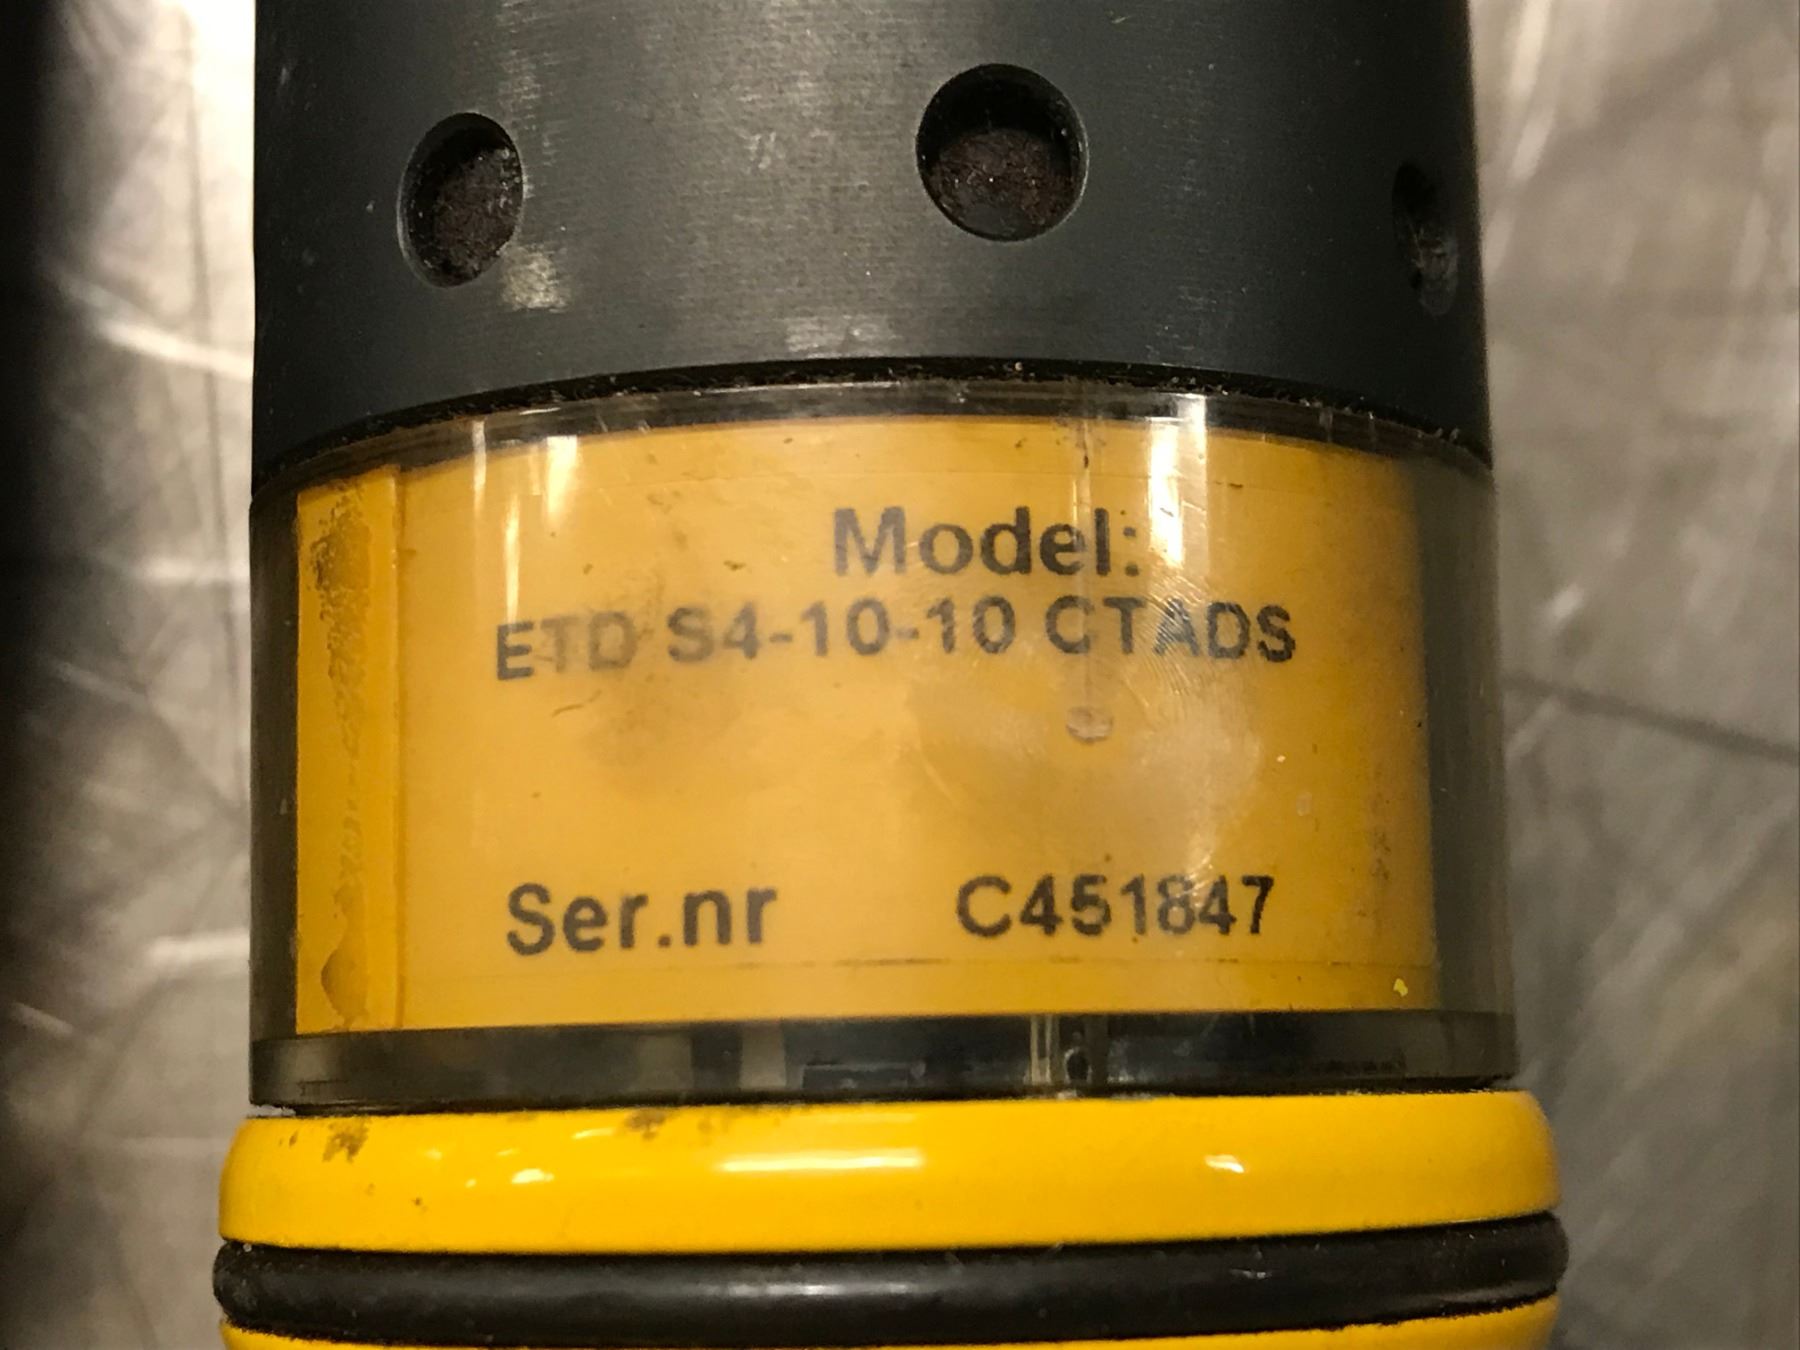 Model:
ETD S4-10-10 CTADS
Ser.nr C451847